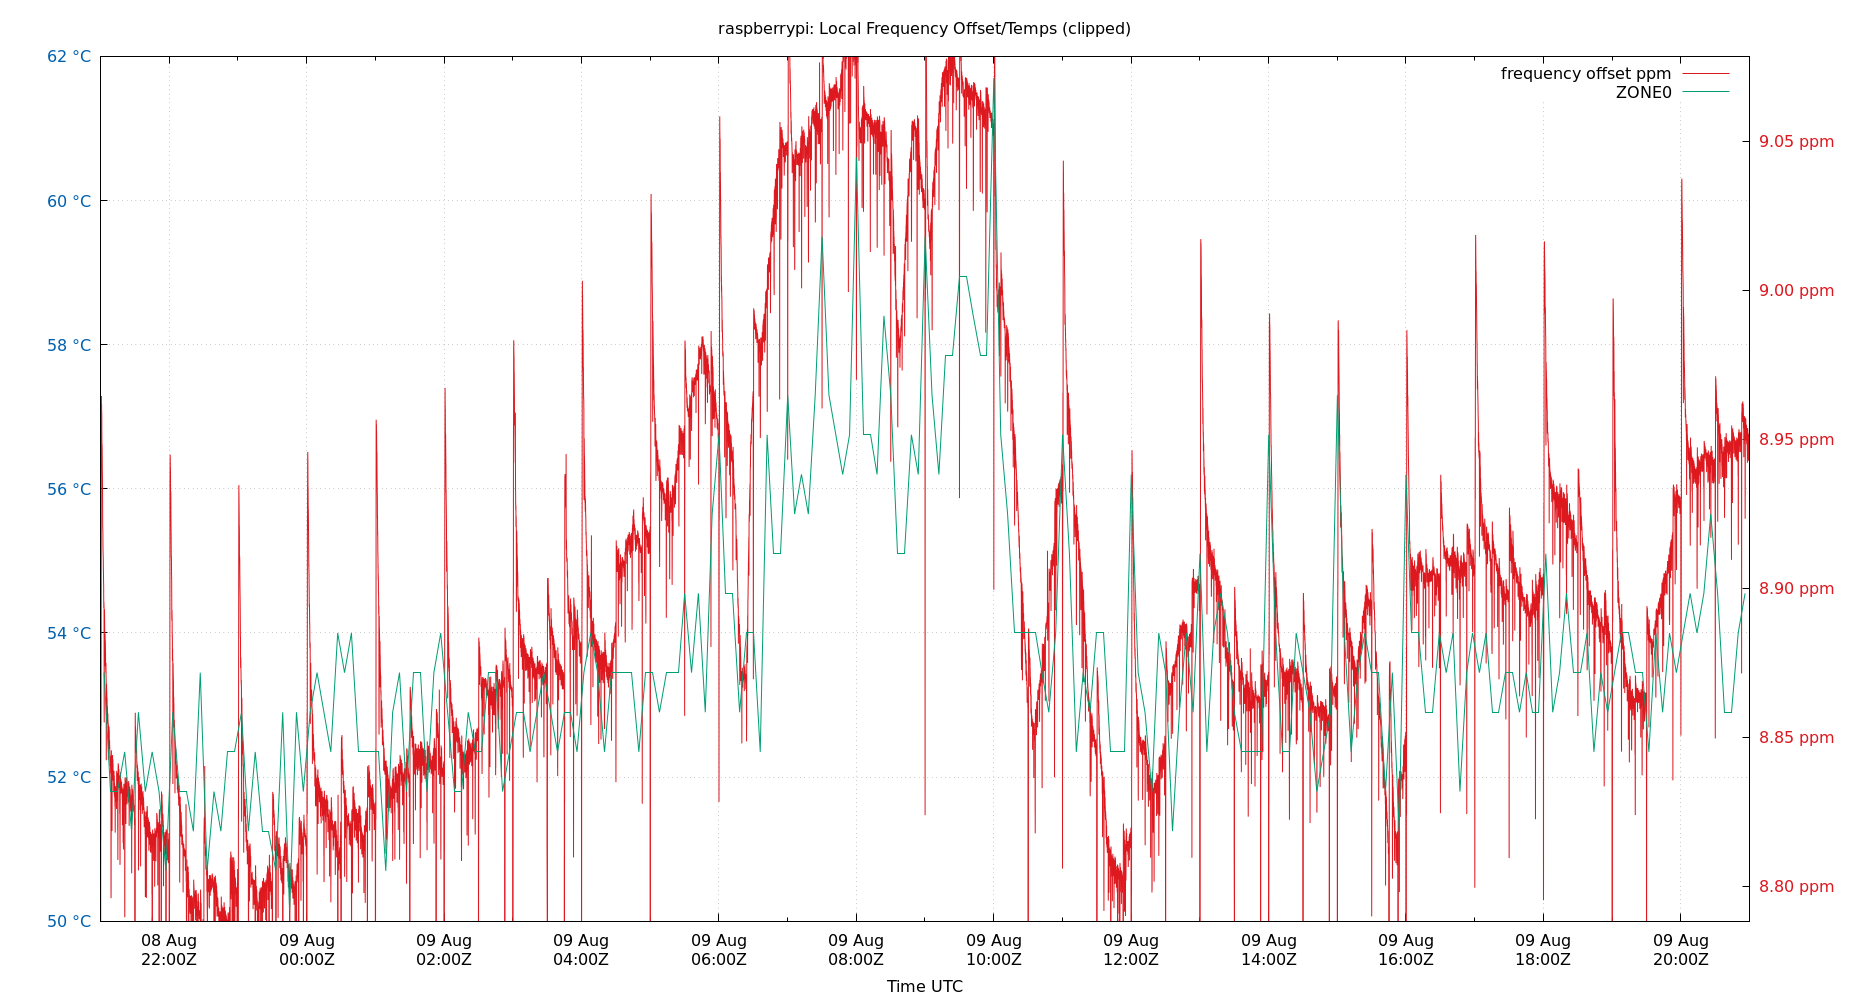 raspberrypi: Local Frequency Offset/Temps (clipped)
62 °C
60 °C
58 °C
56 °C
54 °C
52 °C
50 °C
frequency offset ppm
ZONE0
9.05 ppm
9.00 ppm
8.95 ppm
8.90 ppm
8.85 ppm
8.80 ppm
08 Aug
22:00Z
09 Aug
00:00Z
09 Aug
02:00Z
09 Aug
04:00Z
09 Aug
06:00Z
09 Aug
08:00Z
09 Aug
10:00Z
09 Aug
12:00Z
09 Aug
14:00Z
09 Aug
16:00Z
09 Aug
18:00Z
09 Aug
20:00Z
Time UTC